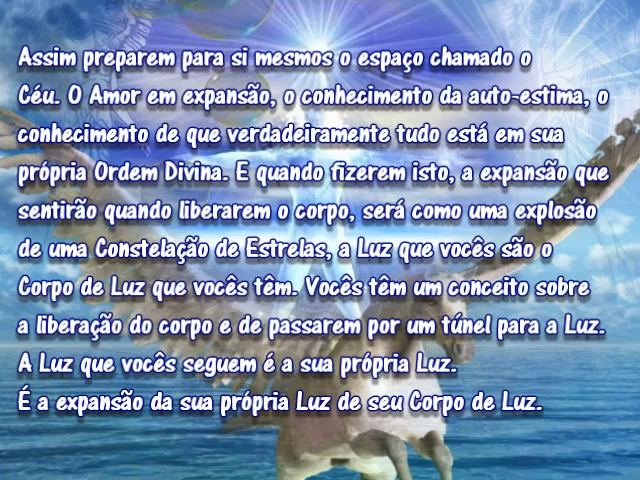 Assim preparem para si mesmos o espaço chamado o
Céu. O Amor em expansão, o conhecimento da auto-estima, o
conhecimento de que verdadeiramente tudo está em sua
própria Ordem Divina. E quando fizerem isto, a expansão que
sentirão quando liberarem o corpo, será como uma explosão
de uma Constelação de Estrelas, a Luz que vocês são o
Corpo de Luz que vocês têm. Vocês têm um conceito sobre
a liberação do corpo e de passarem por um túnel para a Luz.
A Luz que vocês seguem é a sua própria Luz.
É a expansão da sua própria Luz de seu Corpo de Luz.